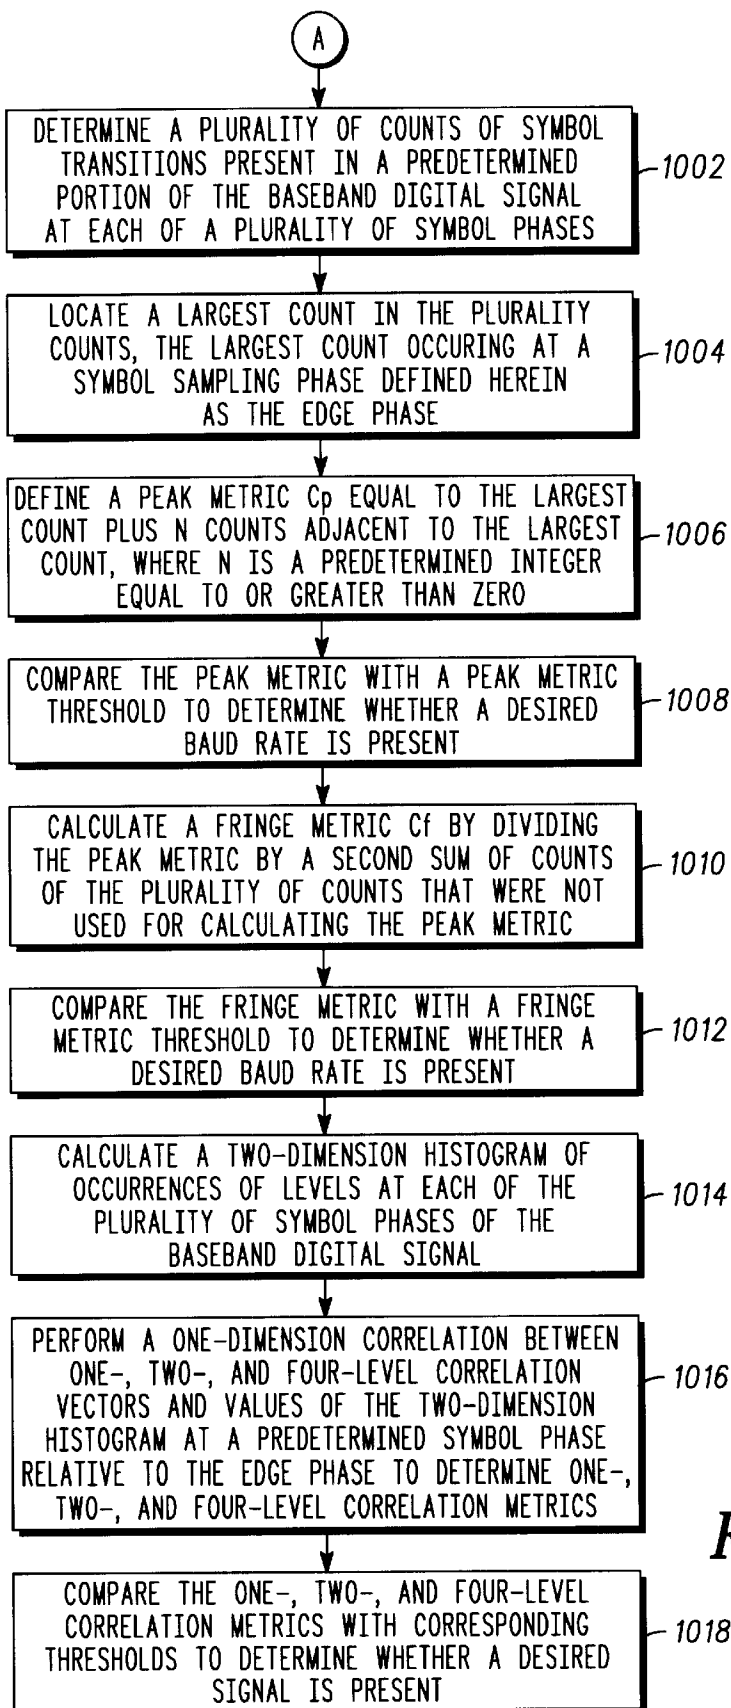 A
DETERMINE A PLURALITY OF COUNTS OF SYMBOL
TRANSITIONS PRESENT IN A PREDETERMINED
PORTION OF THE BASEBAND DIGITAL SIGNAL
AT EACH OF A PLURALITY OF SYMBOL PHASES
1002
LOCATE A LARGEST COUNT IN THE PLURALITY
COUNTS, THE LARGEST COUNT OCCURING AT A
SYMBOL SAMPLING PHASE DEFINED HEREIN
AS THE EDGE PHASE
1004
DEFINE A PEAK METRIC Cp EQUAL TO THE LARGEST
COUNT PLUS N COUNTS ADJACENT TO THE LARGEST
COUNT, WHERE N IS A PREDETERMINED INTEGER
EQUAL TO OR GREATER THAN ZERO
1006
COMPARE THE PEAK METRIC WITH A PEAK METRIC
THRESHOLD TO DETERMINE WHETHER A DESIRED
BAUD RATE IS PRESENT
1008
CALCULATE A FRINGE METRIC Cf BY DIVIDING
THE PEAK METRIC BY A SECOND SUM OF COUNTS
OF THE PLURALITY OF COUNTS THAT WERE NOT
USED FOR CALCULATING THE PEAK METRIC
1010
COMPARE THE FRINGE METRIC WITH A FRINGE
METRIC THRESHOLD TO DETERMINE WHETHER A
DESIRED BAUD RATE IS PRESENT
1012
CALCULATE A TWO-DIMENSION HISTOGRAM OF
OCCURRENCES OF LEVELS AT EACH OF THE
PLURALITY OF SYMBOL PHASES OF THE
BASEBAND DIGITAL SIGNAL
1014
PERFORM A ONE-DIMENSION CORRELATION BETWEEN
ONE-, TWO-, AND FOUR-LEVEL CORRELATION
VECTORS AND VALUES OF THE TWO-DIMENSION
HISTOGRAM AT A PREDETERMINED SYMBOL PHASE
RELATIVE TO THE EDGE PHASE TO DETERMINE ONE-,
TWO-, AND FOUR-LEVEL CORRELATION METRICS
1016
COMPARE THE ONE-, TWO-, AND FOUR-LEVEL
CORRELATION METRICS WITH CORRESPONDING
THRESHOLDS TO DETERMINE WHETHER A DESIRED
SIGNAL IS PRESENT
1018